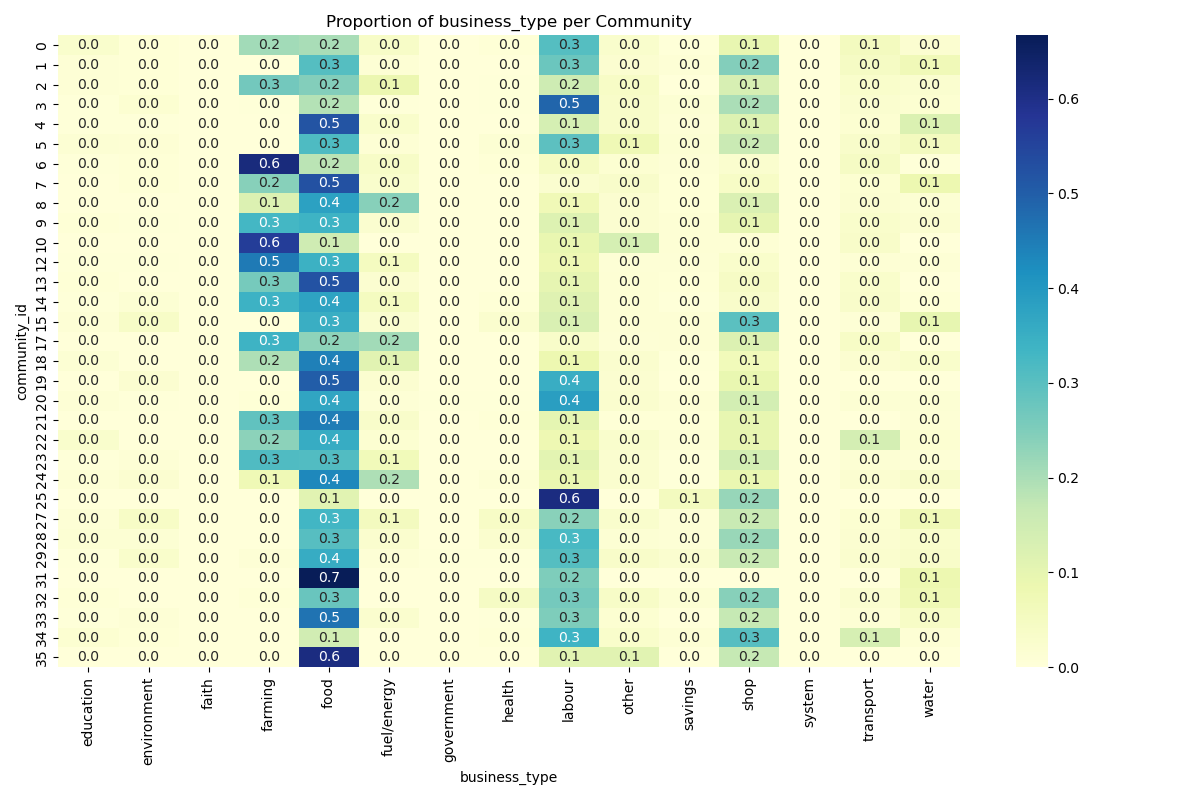 Proportion of business_type per Community
0 0.0 0.0 0.0 0.2 0.2 0.0 0.0 0.0 0.3 0.0 0.0 0.1 0.0 0.1 0.0
1 0.0 0.0 0.0 0.0 0.3 0.0 0.0 0.0 0.3 0.0 0.0 0.2 0.0 0.0 0.1
2 0.0 0.0 0.0 0.3 0.2 0.1 0.0 0.0 0.2 0.0 0.0 0.1 0.0 0.0 0.0
3 0.0 0.0 0.0 0.0 0.2 0.0 0.0 0.0 0.5 0.0 0.0 0.2 0.0 0.0 0.0
4 0.0 0.0 0.0 0.0 0.5 0.0 0.0 0.0 0.1 0.0 0.0 0.1 0.0 0.0 0.1
5 0.0 0.0 0.0 0.0 0.3 0.0 0.0 0.0 0.3 0.1 0.0 0.2 0.0 0.0 0.1
6 0.0 0.0 0.0 0.6 0.2 0.0 0.0 0.0 0.0 0.0 0.0 0.0 0.0 0.0 0.0
7 0.0 0.0 0.0 0.2 0.5 0.0 0.0 0.0 0.0 0.0 0.0 0.0 0.0 0.0 0.1
8 0.0 0.0 0.0 0.1 0.4 0.2 0.0 0.0 0.1 0.0 0.0 0.1 0.0 0.0 0.0
9 0.0 0.0 0.0 0.3 0.3 0.0 0.0 0.0 0.1 0.0 0.0 0.1 0.0 0.0 0.0
10 0.0 0.0 0.0 0.6 0.1 0.0 0.0 0.0 0.1 0.1 0.0 0.0 0.0 0.0 0.0
12 0.0 0.0 0.0 0.5 0.3 0.1 0.0 0.0 0.1 0.0 0.0 0.0 0.0 0.0 0.0
13 0.0 0.0 0.0 0.3 0.5 0.0 0.0 0.0 0.1 0.0 0.0 0.0 0.0 0.0 0.0
14 0.0 0.0 0.0 0.3 0.4 0.1 0.0 0.0 0.1 0.0 0.0 0.0 0.0 0.0 0.0
15 0.0 0.0 0.0 0.0 0.3 0.0 0.0 0.0 0.1 0.0 0.0 0.3 0.0 0.0 0.1
17 0.0 0.0 0.0 0.3 0.2 0.2 0.0 0.0 0.0 0.0 0.0 0.1 0.0 0.0 0.0
18 0.0 0.0 0.0 0.2 0.4 0.1 0.0 0.0 0.1 0.0 0.0 0.1 0.0 0.0 0.0
19 0.0 0.0 0.0 0.0 0.5 0.0 0.0 0.0 0.4 0.0 0.0 0.1 0.0 0.0 0.0
20 0.0 0.0 0.0 0.0 0.4 0.0 0.0 0.0 0.4 0.0 0.0 0.1 0.0 0.0 0.0
21 0.0 0.0 0.0 0.3 0.4 0.0 0.0 0.0 0.1 0.0 0.0 0.1 0.0 0.0 0.0
22 0.0 0.0 0.0 0.2 0.4 0.0 0.0 0.0 0.1 0.0 0.0 0.1 0.0 0.1 0.0
23 0.0 0.0 0.0 0.3 0.3 0.1 0.0 0.0 0.1 0.0 0.0 0.1 0.0 0.0 0.0
24 0.0 0.0 0.0 0.1 0.4 0.2 0.0 0.0 0.1 0.0 0.0 0.1 0.0 0.0 0.0
25 0.0 0.0 0.0 0.0 0.1 0.0 0.0 0.0 0.6 0.0 0.1 0.2 0.0 0.0 0.0
27 0.0 0.0 0.0 0.0 0.3 0.1 0.0 0.0 0.2 0.0 0.0 0.2 0.0 0.0 0.1
28 0.0 0.0 0.0 0.0 0.3 0.0 0.0 0.0 0.3 0.0 0.0 0.2 0.0 0.0 0.0
29 0.0 0.0 0.0 0.0 0.4 0.0 0.0 0.0 0.3 0.0 0.0 0.2 0.0 0.0 0.0
31 0.0 0.0 0.0 0.0 0.7 0.0 0.0 0.0 0.2 0.0 0.0 0.0 0.0 0.0 0.1
32 0.0 0.0 0.0 0.0 0.3 0.0 0.0 0.0 0.3 0.0 0.0 0.2 0.0 0.0 0.1
33 0.0 0.0 0.0 0.0 0.5 0.0 0.0 0.0 0.3 0.0 0.0 0.2 0.0 0.0 0.0
34 0.0 0.0 0.0 0.0 0.1 0.0 0.0 0.0 0.3 0.0 0.0 0.3 0.0 0.1 0.0
35 0.0 0.0 0.0 0.0 0.6 0.0 0.0 0.0 0.1 0.1 0.0 0.2 0.0 0.0 0.0
community_id
education environment faith farming food fuel/energy government health labour other savings shop system transport water
business_type
0.6
0.5
0.4
0.3
0.2
0.1
0.0